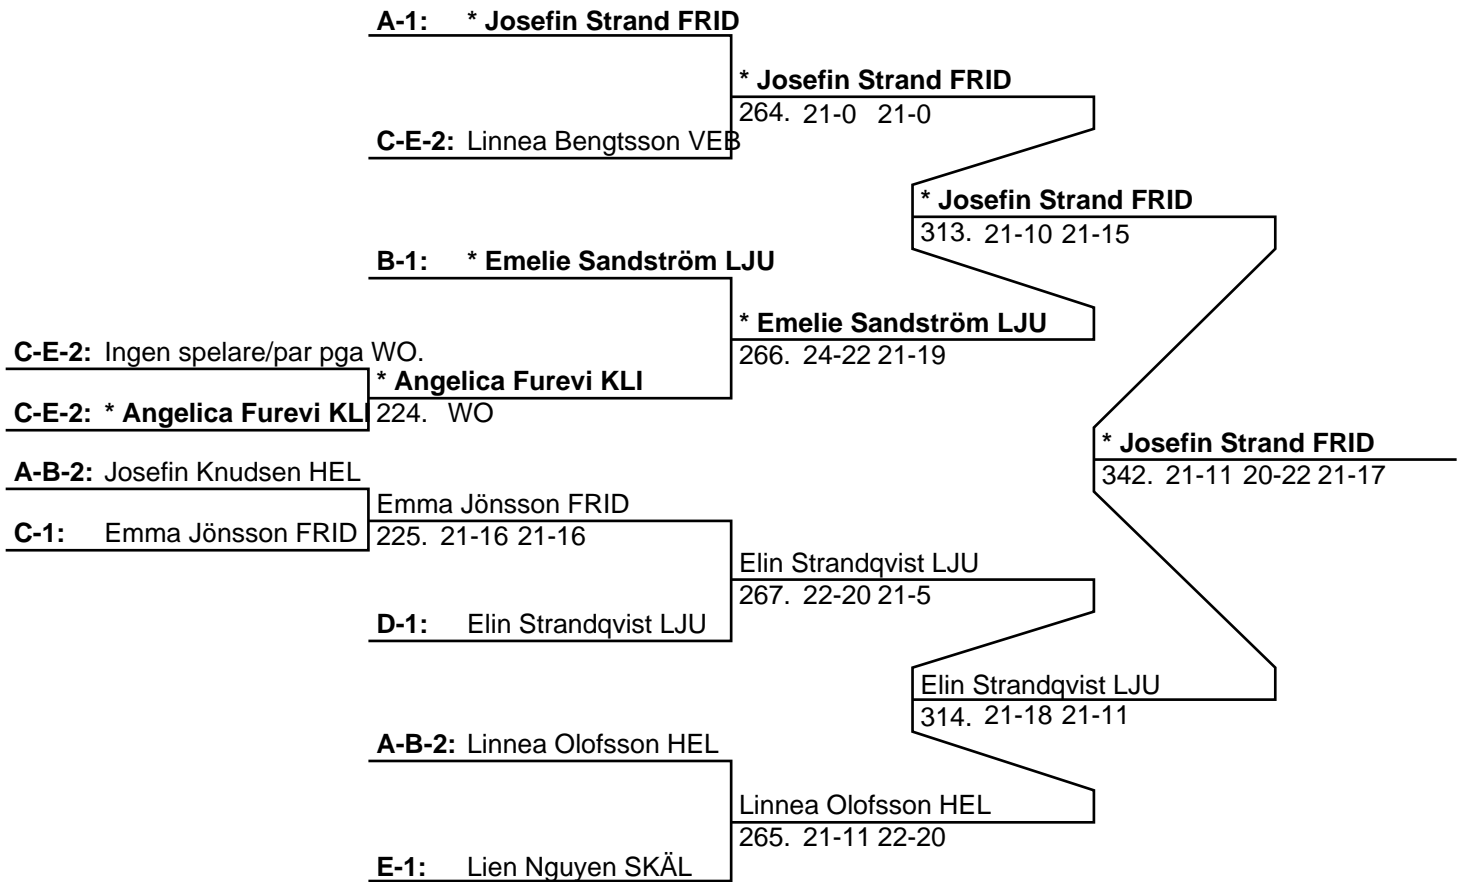 A-1: * Josefin Strand FRID
* Josefin Strand FRID
264. 21-0 21-0
C-E-2: Linnea Bengtsson VEB
* Josefin Strand FRID
313. 21-10 21-15
B-1: * Emelie Sandström LJU
* Emelie Sandström LJU
266. 24-22 21-19
C-E-2: Ingen spelare/par pga WO.
* Angelica Furevi KLI
224. WO
C-E-2: * Angelica Furevi KLI
* Josefin Strand FRID
342. 21-11 20-22 21-17
A-B-2: Josefin Knudsen HEL
Emma Jönsson FRID
225. 21-16 21-16
C-1: Emma Jönsson FRID
Elin Strandqvist LJU
267. 22-20 21-5
D-1: Elin Strandqvist LJU
Elin Strandqvist LJU
314. 21-18 21-11
A-B-2: Linnea Olofsson HEL
Linnea Olofsson HEL
265. 21-11 22-20
E-1: Lien Nguyen SKÄL